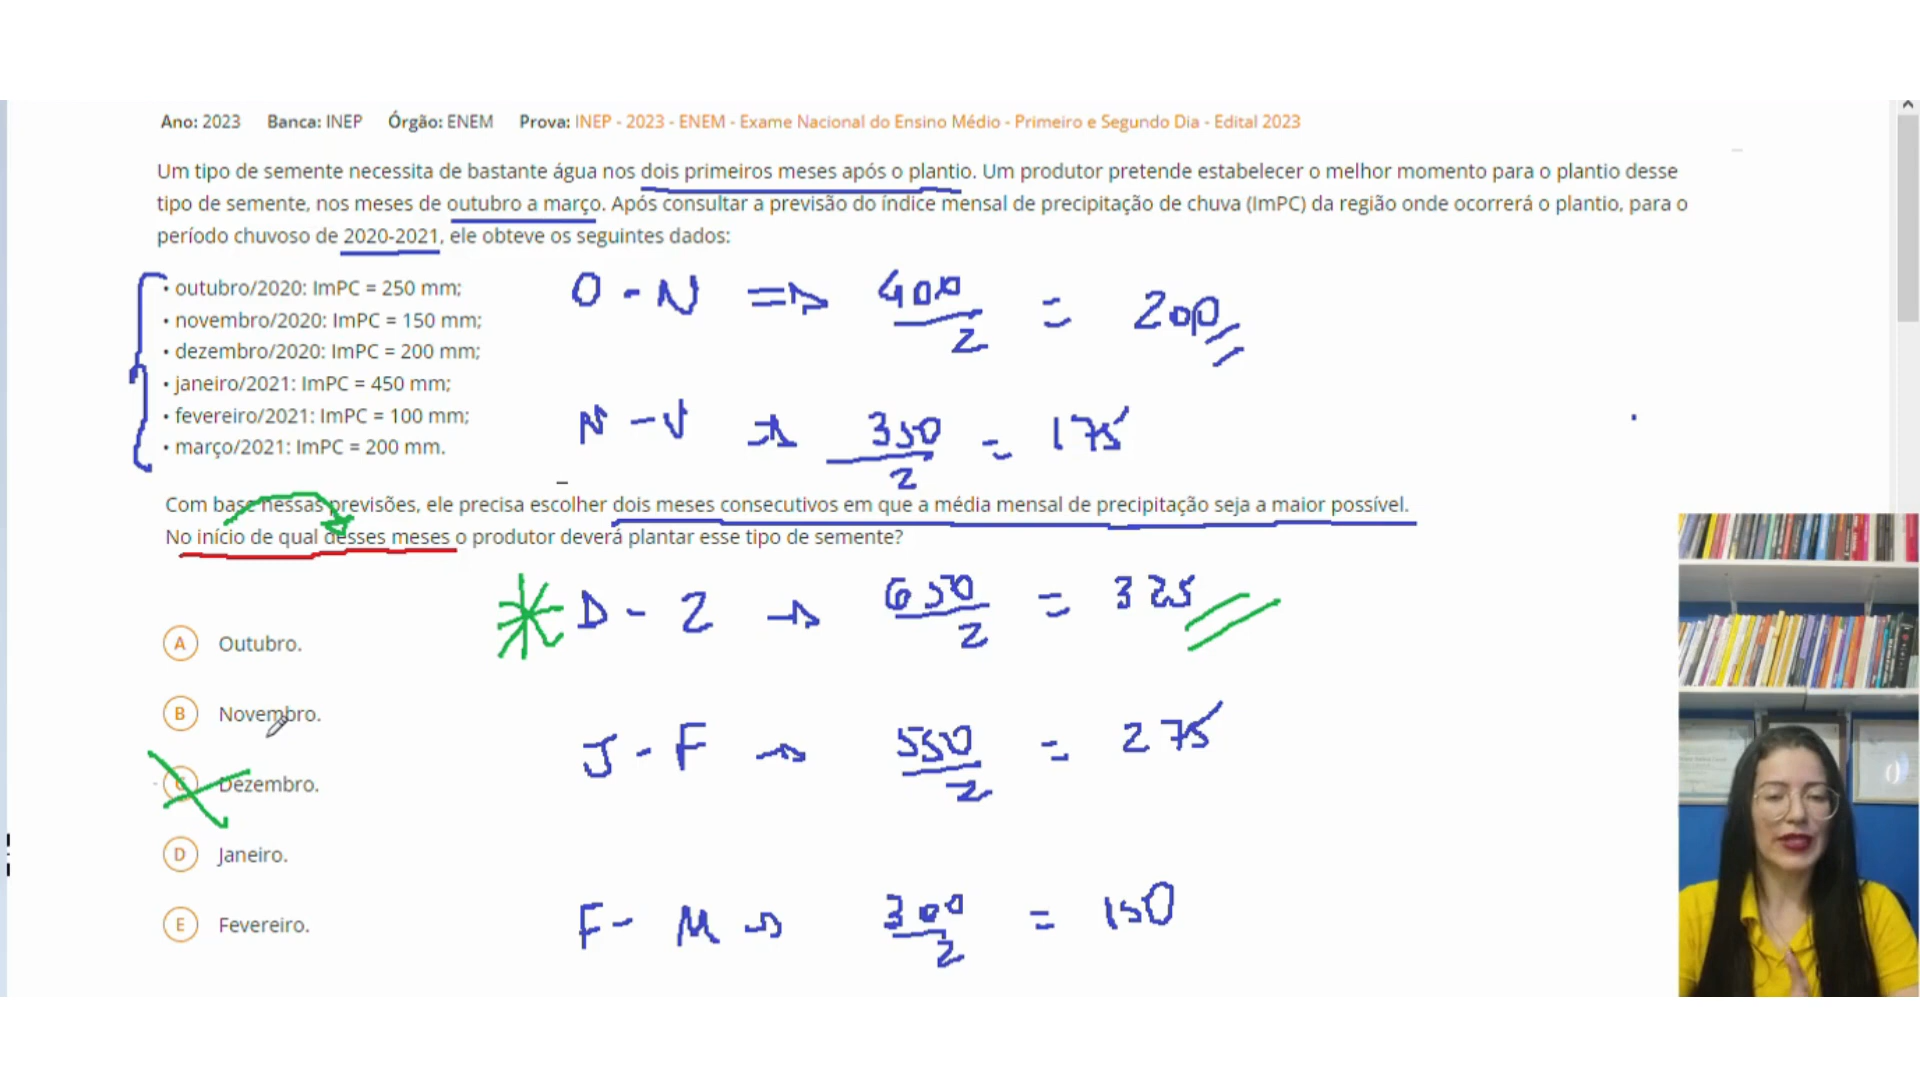 Ano: 2023 Banca: INEP Órgão: ENEM Prova: INEP - 2023 - ENEM - Exame Nacional do Ensino Médio - Primeiro e Segundo Dia - Edital 2023
Um tipo de semente necessita de bastante água nos dois primeiros meses após o plantio. Um produtor pretende estabelecer o melhor momento para o plantio desse
tipo de semente, nos meses de outubro a março. Após consultar a previsão do índice mensal de precipitação de chuva (ImPC) da região onde ocorrerá o plantio, para o
período chuvoso de 2020-2021, ele obteve os seguintes dados:
• outubro/2020: ImPC = 250 mm;
• novembro/2020: ImPC = 150 mm;
• dezembro/2020: ImPC = 200 mm;
• janeiro/2021: ImPC = 450 mm;
• fevereiro/2021: ImPC = 100 mm;
• março/2021: ImPC = 200 mm.
O - N => 400/2 = 200
350/2 = 175
Com base nessas previsões, ele precisa escolher dois meses consecutivos em que a média mensal de precipitação seja a maior possível.
No início de qual desses meses o produtor deverá plantar esse tipo de semente?
D - 2 → 650/2 = 325
A Outubro.
B Novembro.
J - F → 550/2 = 275
C Dezembro.
D Janeiro.
F - M → 300/2 = 150
E Fevereiro.